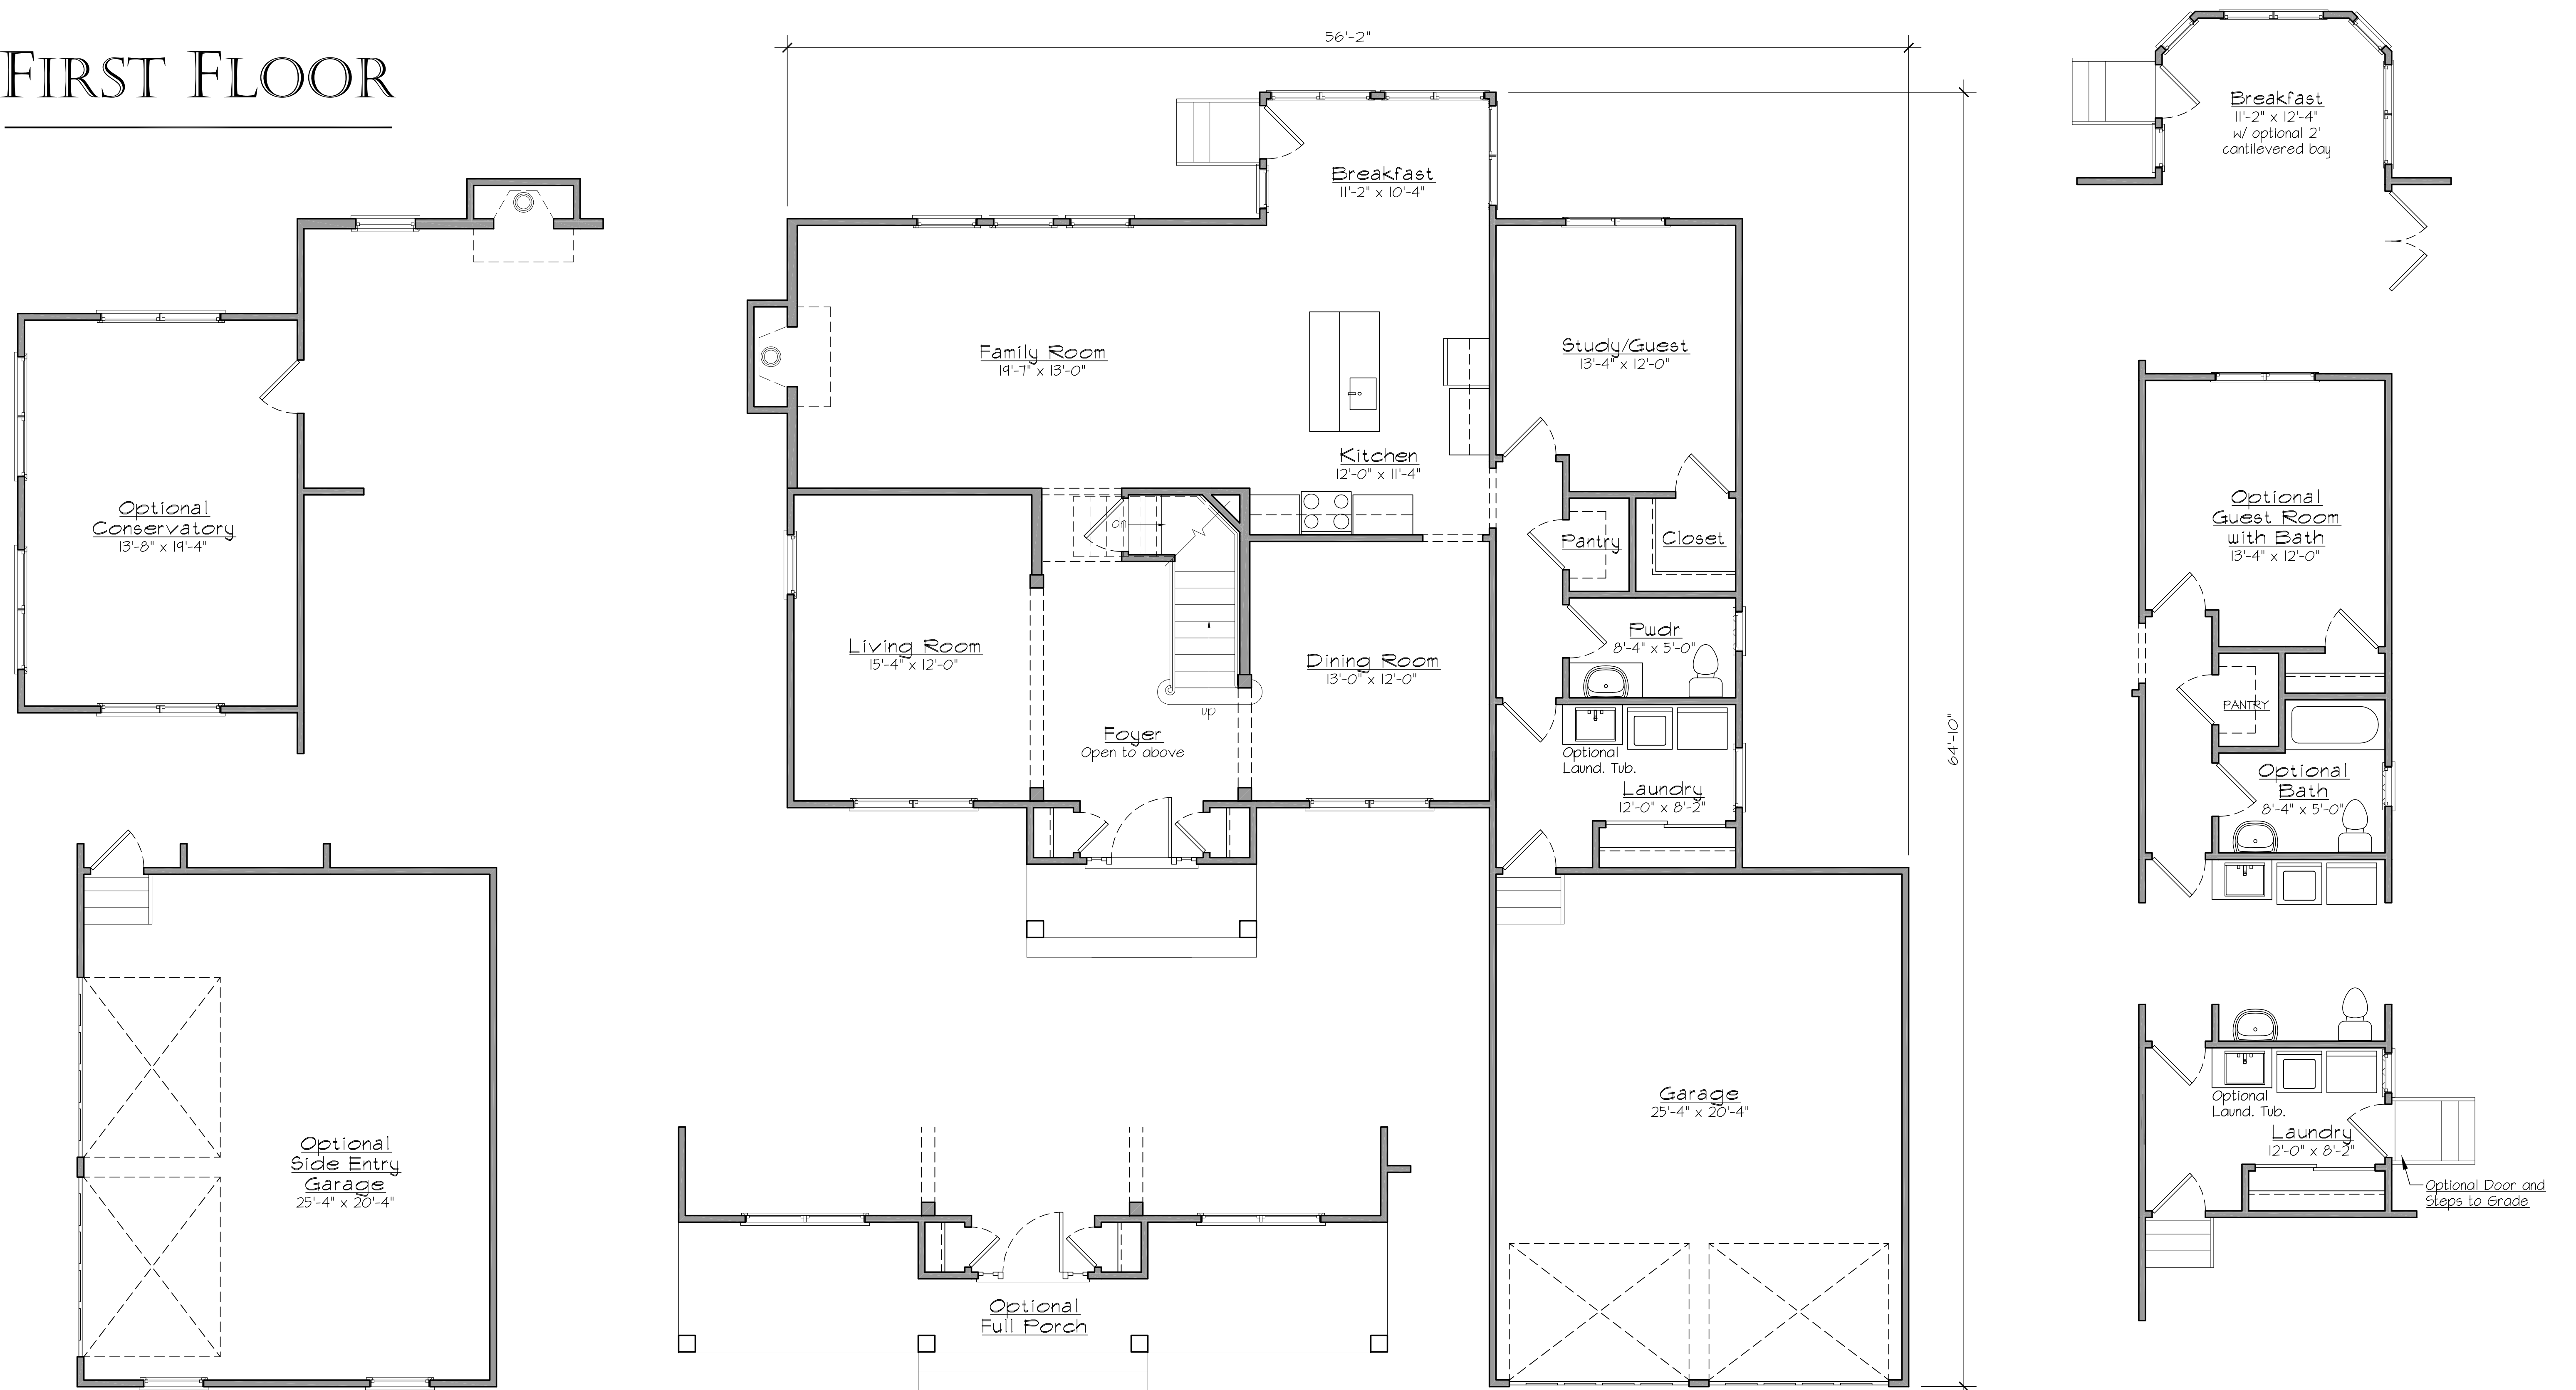 FIRST FLOOR
56'-2"
64'-10"
Breakfast
11'-2" x 10'-4"
Family Room
19'-7" x 13'-0"
Kitchen
12'-0" x 11'-4"
Study/Guest
13'-4" x 12'-0"
Pantry
Closet
dn
up
Living Room
15'-4" x 12'-0"
Foyer
Open to above
Dining Room
13'-0" x 12'-0"
Pwdr
8'-4" x 5'-0"
Optional
Laund. Tub.
Laundry
12'-0" x 8'-2"
Garage
25'-4" x 20'-4"
Optional
Conservatory
13'-8" x 19'-4"
Optional
Side Entry
Garage
25'-4" x 20'-4"
Optional
Full Porch
Breakfast
11'-2" x 12'-4"
w/ optional 2'
cantilevered bay
Optional
Guest Room
with Bath
13'-4" x 12'-0"
PANTRY
Optional
Bath
8'-4" x 5'-0"
Optional
Laund. Tub.
Laundry
12'-0" x 8'-2"
Optional Door and
Steps to Grade